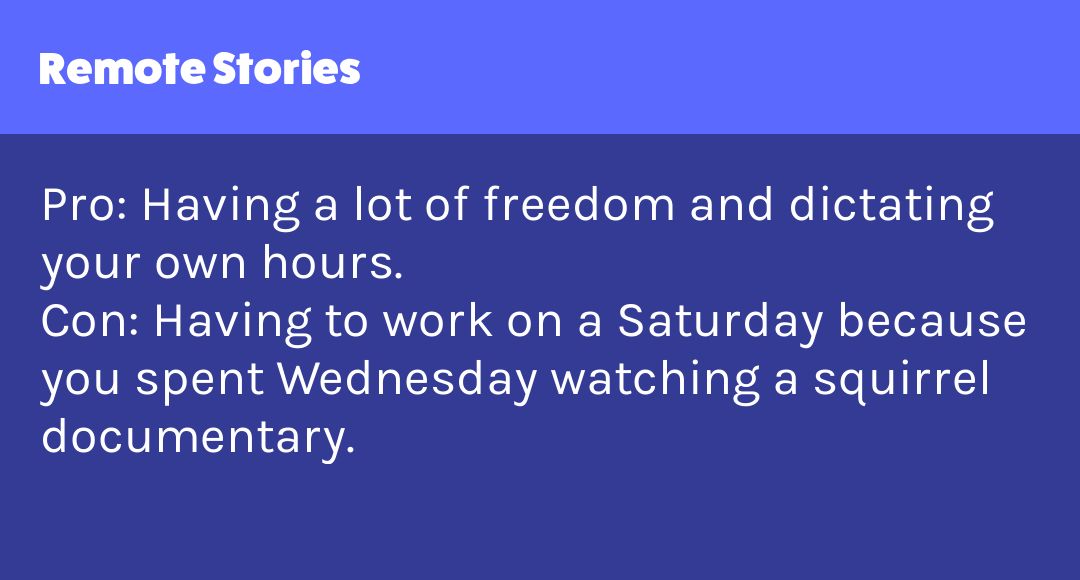 Remote Stories
Pro: Having a lot of freedom and dictating
your own hours.
Con: Having to work on a Saturday because
you spent Wednesday watching a squirrel
documentary.